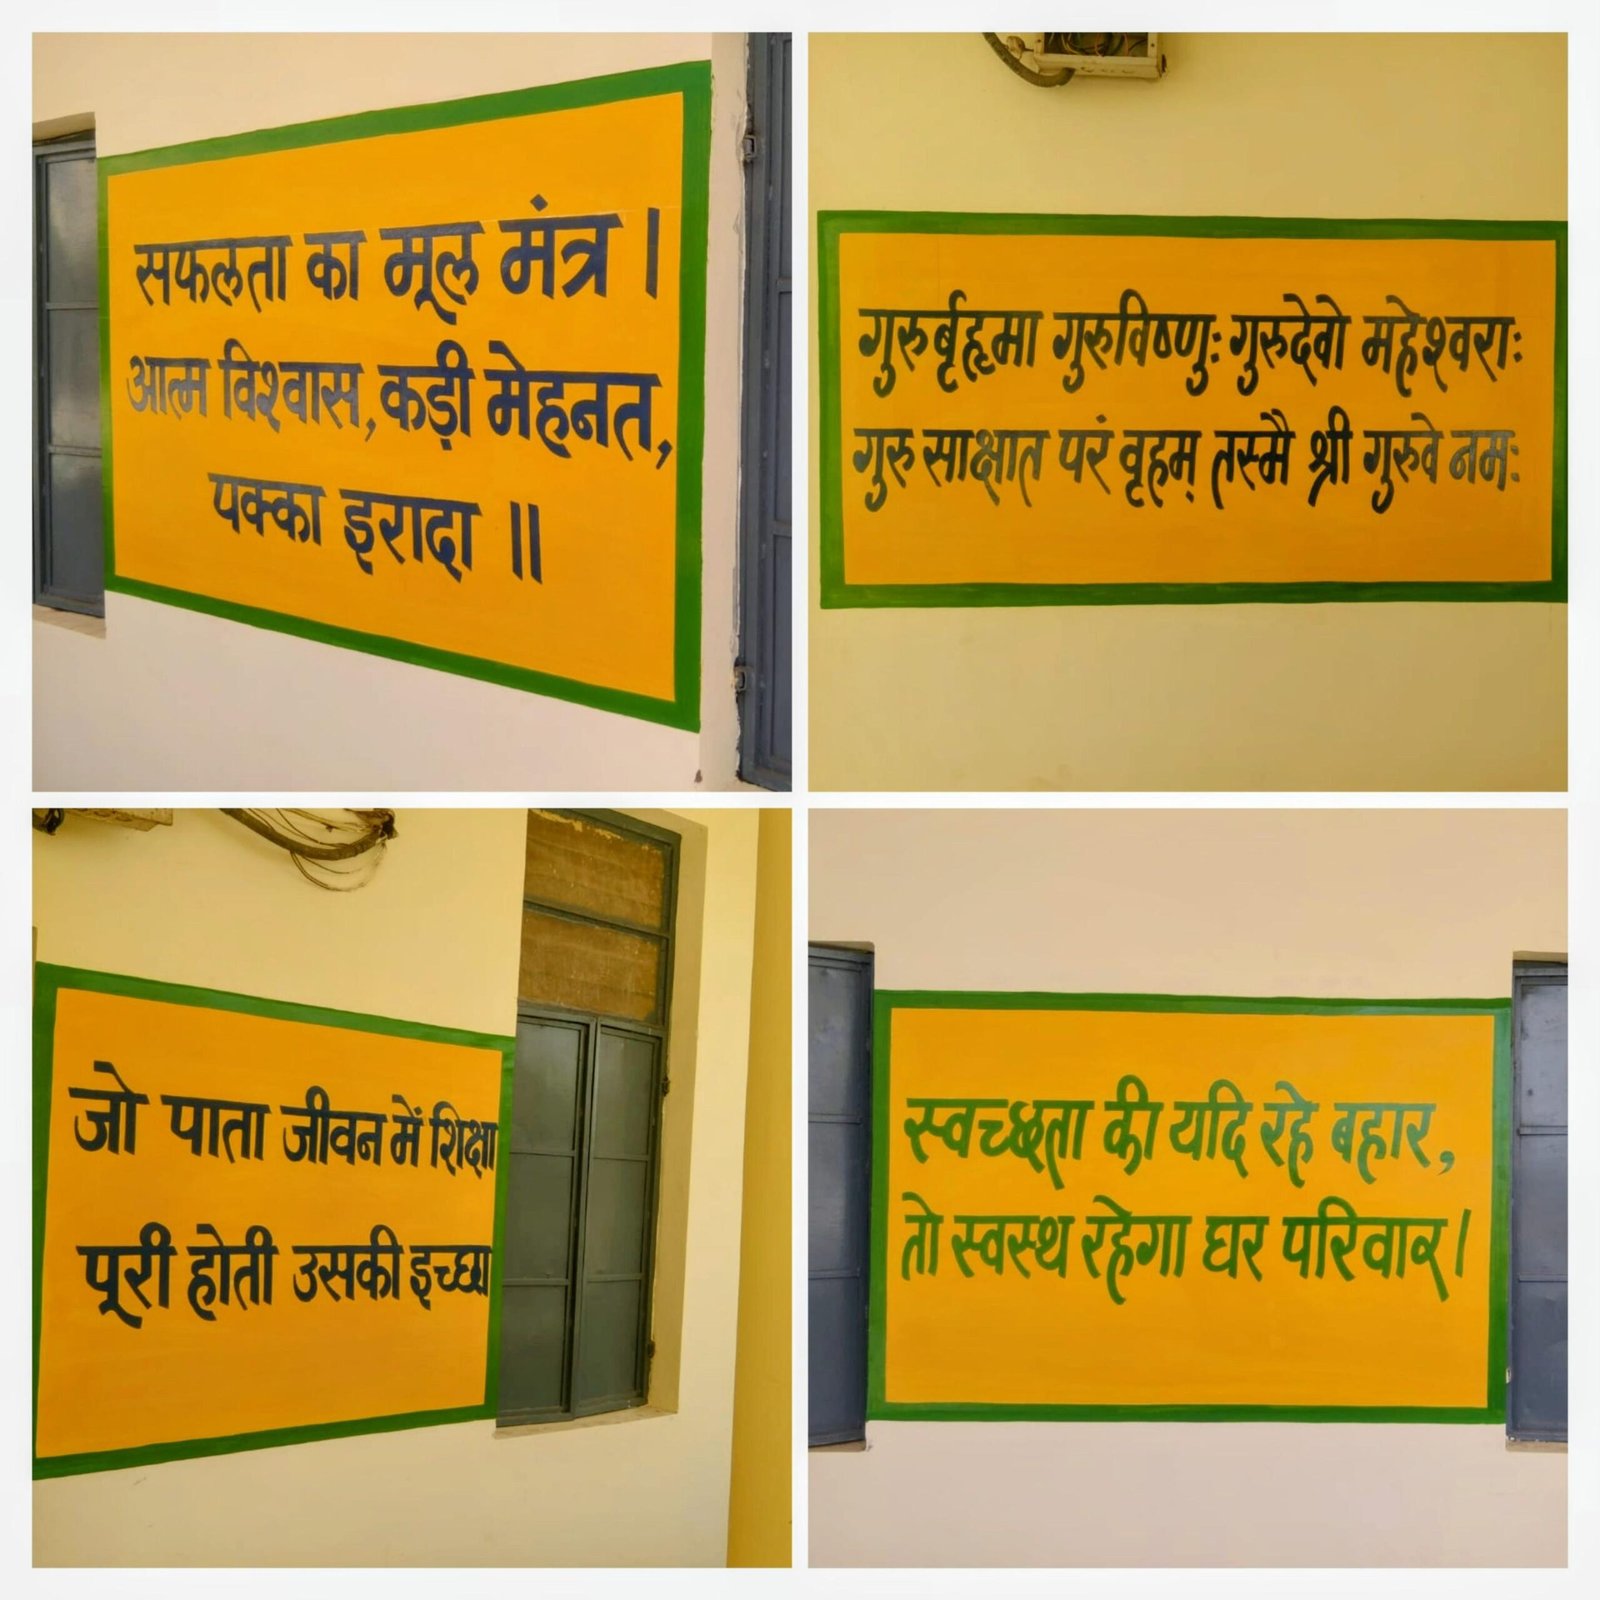 सफलता का मूल मंत्र ।
आत्म विश्वास, कड़ी मेहनत,
पक्का इरादा ॥
गुरुर्बृहृमा गुरुविष्णुः गुरुदेवो महेश्वराः
गुरु साक्षात परं वृहम् तस्मै श्री गुरुवे नमः
जो पाता जीवन में शिक्षा
पूरी होती उसकी इच्छा
स्वच्छता की यदि रहे बहार,
तो स्वस्थ रहेगा घर परिवार।